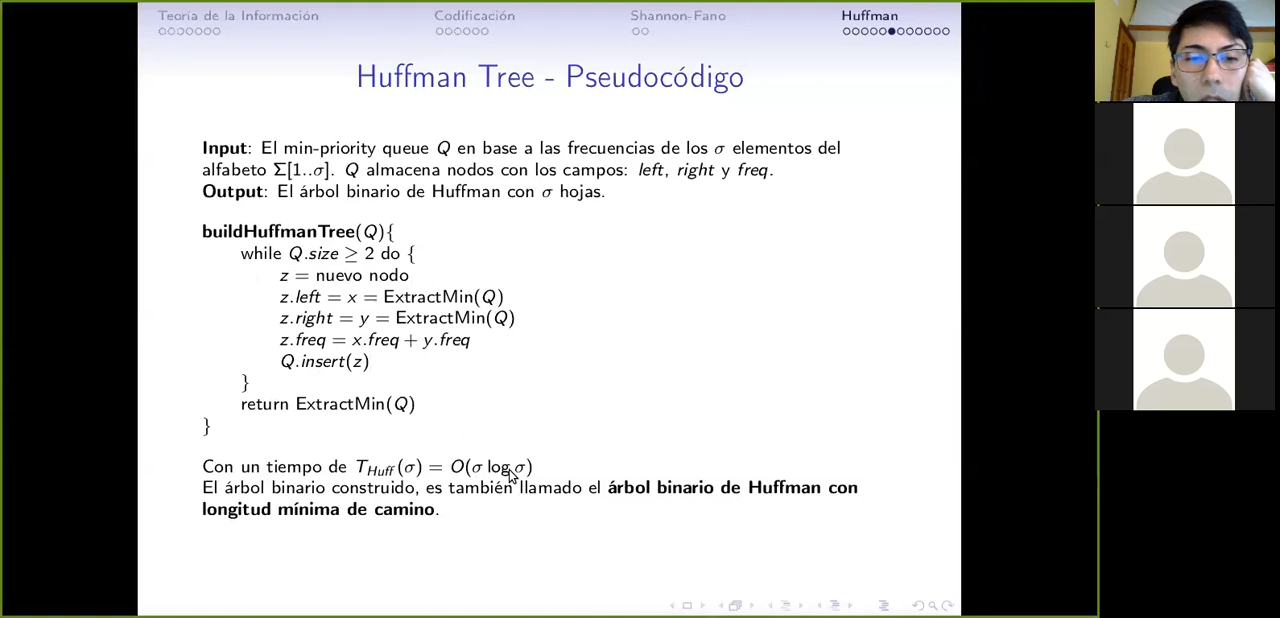 Teoría de la Información Codificación Shannon-Fano Huffman
Huffman Tree - Pseudocódigo
Input: El min-priority queue Q en base a las frecuencias de los σ elementos del
alfabeto Σ[1..σ]. Q almacena nodos con los campos: left, right y freq.
Output: El árbol binario de Huffman con σ hojas.
buildHuffmanTree(Q){
while Q.size ≥ 2 do {
z = nuevo nodo
z.left = x = ExtractMin(Q)
z.right = y = ExtractMin(Q)
z.freq = x.freq + y.freq
Q.insert(z)
}
return ExtractMin(Q)
}
Con un tiempo de T_Huff(σ) = O(σ log σ)
El árbol binario construido, es también llamado el árbol binario de Huffman con
longitud mínima de camino.